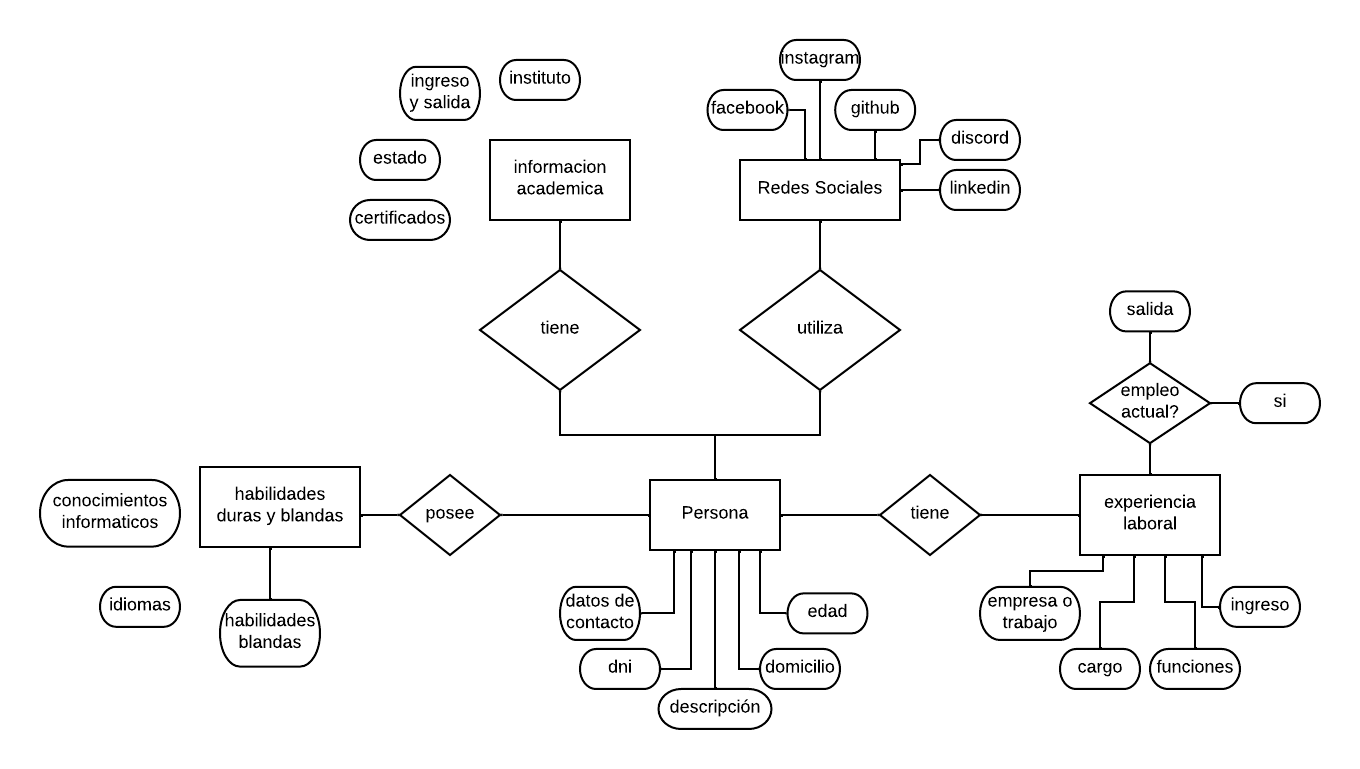 instagram
ingreso
y salida
instituto
facebook
github
discord
estado
informacion
academica
Redes Sociales
linkedin
certificados
salida
tiene
utiliza
empleo
actual?
si
conocimientos
informaticos
habilidades
duras y blandas
posee
Persona
tiene
experiencia
laboral
idiomas
habilidades
blandas
datos de
contacto
edad
empresa o
trabajo
ingreso
dni
domicilio
cargo
funciones
descripción